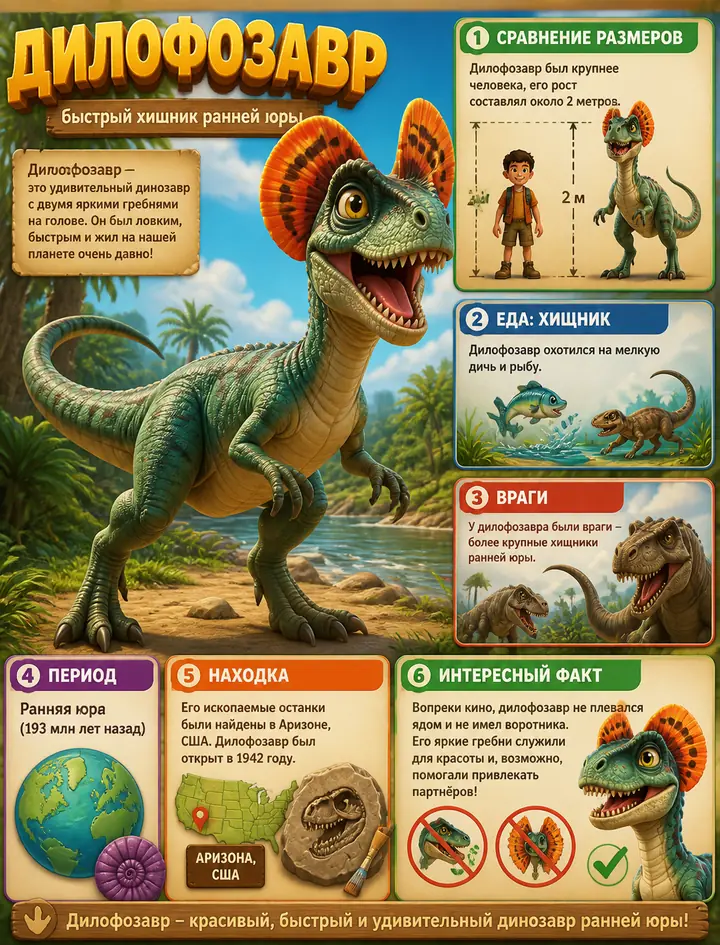 ДИЛОФОЗАВР
быстрый хищник ранней юры
Дилофозавр –
это удивительный динозавр
с двумя яркими гребнями
на голове. Он был ловким,
быстрым и жил на нашей
планете очень давно!
1 СРАВНЕНИЕ РАЗМЕРОВ
Дилофозавр был крупнее
человека, его рост
составлял около 2 метров.
2 м
2 ЕДА: ХИЩНИК
Дилофозавр охотился на мелкую
дичь и рыбу.
3 ВРАГИ
У дилофозавра были враги –
более крупные хищники
ранней юры.
4 ПЕРИОД
Ранняя юра
(193 млн лет назад)
5 НАХОДКА
Его ископаемые останки
были найдены в Аризоне,
США. Дилофозавр был
открыт в 1942 году.
АРИЗОНА,
США
6 ИНТЕРЕСНЫЙ ФАКТ
Вопреки кино, дилофозавр не плевался
ядом и не имел воротника.
Его яркие гребни служили
для красоты и, возможно,
помогали привлекать
партнёров!
Дилофозавр – красивый, быстрый и удивительный динозавр ранней юры!